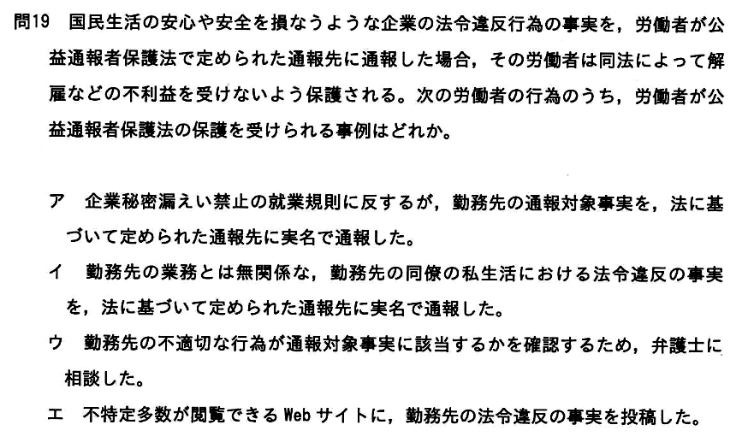 問19 国民生活の安心や安全を損なうような企業の法令違反行為の事実を，労働者が公
益通報者保護法で定められた通報先に通報した場合，その労働者は同法によって解
雇などの不利益を受けないよう保護される。次の労働者の行為のうち，労働者が公
益通報者保護法の保護を受けられる事例はどれか。
ア 企業秘密漏えい禁止の就業規則に反するが，勤務先の通報対象事実を，法に基
づいて定められた通報先に実名で通報した。
イ 勤務先の業務とは無関係な，勤務先の同僚の私生活における法令違反の事実
を，法に基づいて定められた通報先に実名で通報した。
ウ 勤務先の不適切な行為が通報対象事実に該当するかを確認するため，弁護士に
相談した。
エ 不特定多数が閲覧できる Web サイトに，勤務先の法令違反の事実を投稿した。